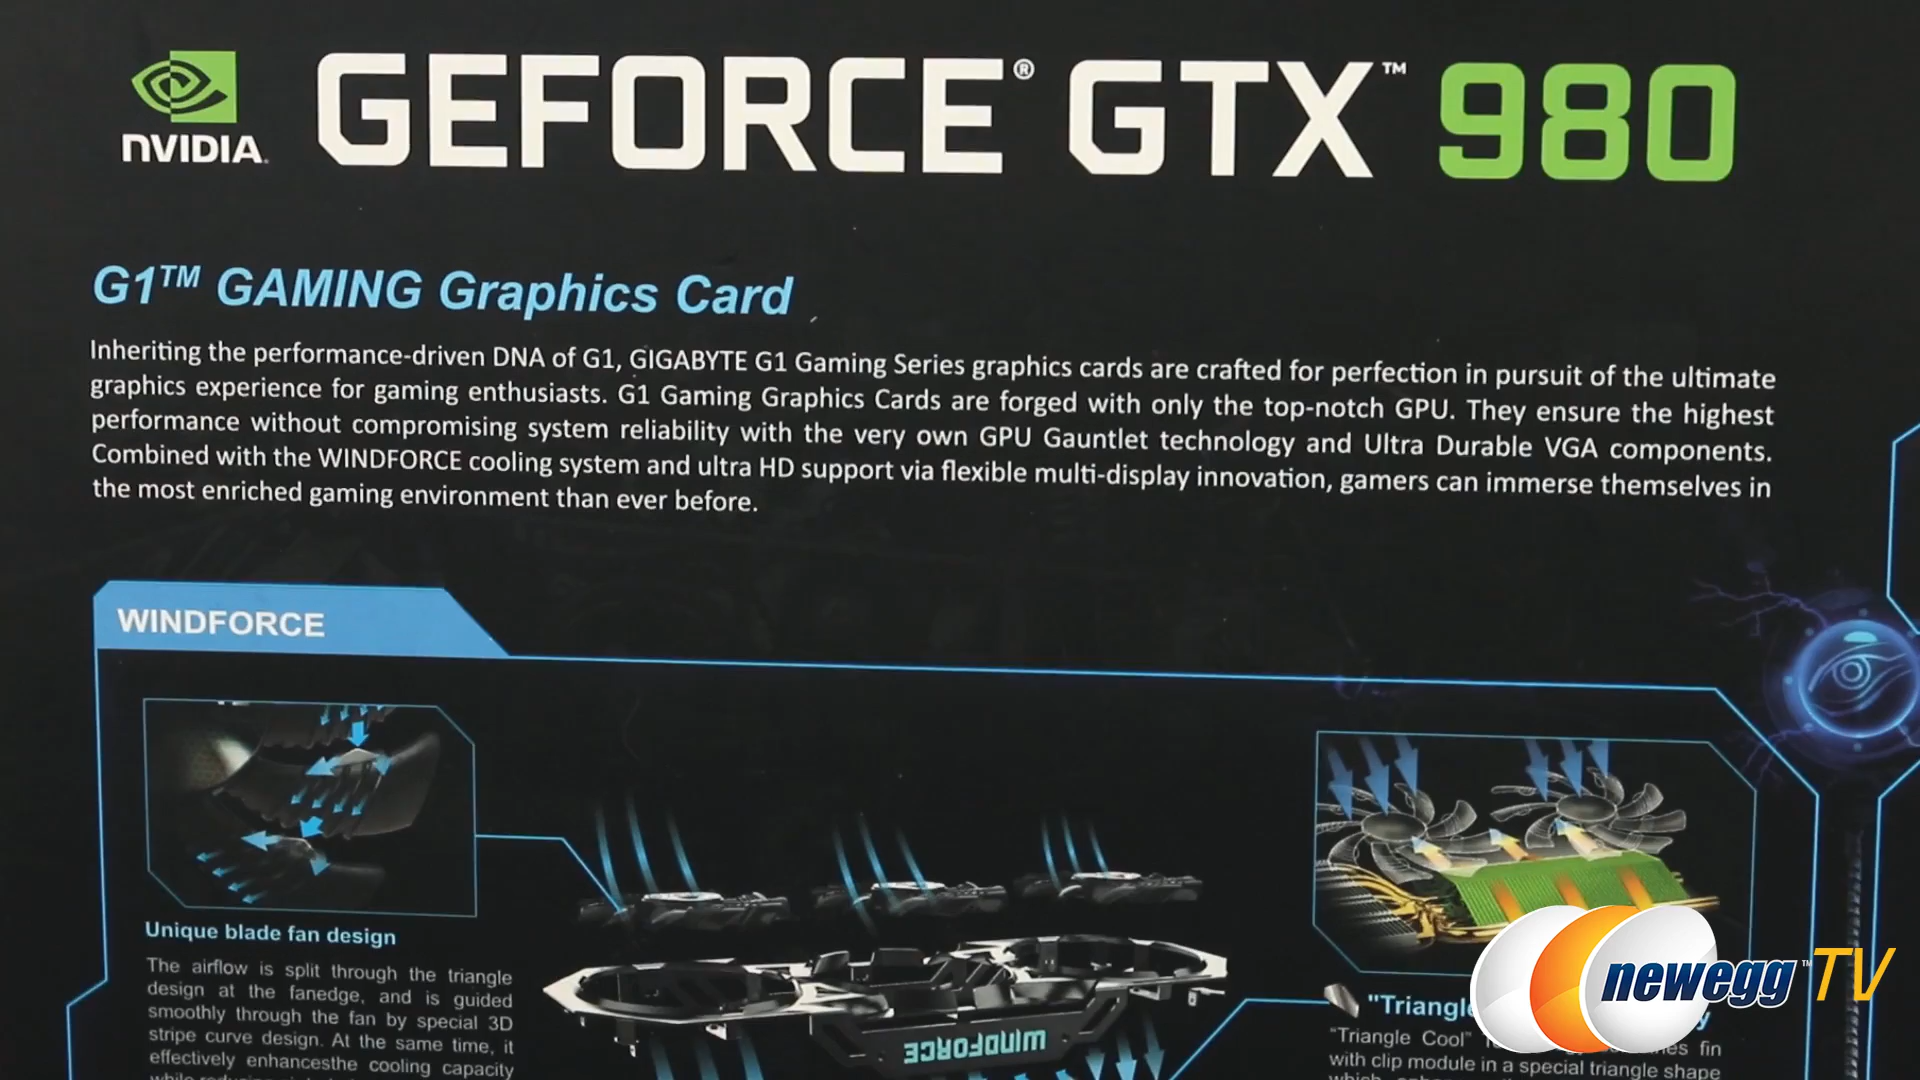 NVIDIA. GEFORCE® GTX™ 980
G1™ GAMING Graphics Card
Inheriting the performance-driven DNA of G1, GIGABYTE G1 Gaming Series graphics cards are crafted for perfection in pursuit of the ultimate
graphics experience for gaming enthusiasts. G1 Gaming Graphics Cards are forged with only the top-notch GPU. They ensure the highest
performance without compromising system reliability with the very own GPU Gauntlet technology and Ultra Durable VGA components.
Combined with the WINDFORCE cooling system and ultra HD support via flexible multi-display innovation, gamers can immerse themselves in
the most enriched gaming environment than ever before.
WINDFORCE
Unique blade fan design
The airflow is split through the triangle
design at the fanedge, and is guided
smoothly through the fan by special 3D
stripe curve design. At the same time, it
effectively enhancesthe cooling capacity
while
WINDFORCE
"Triangle
"Triangle Cool" fin
with clip module in a special triangle shape
which
newegg™ TV